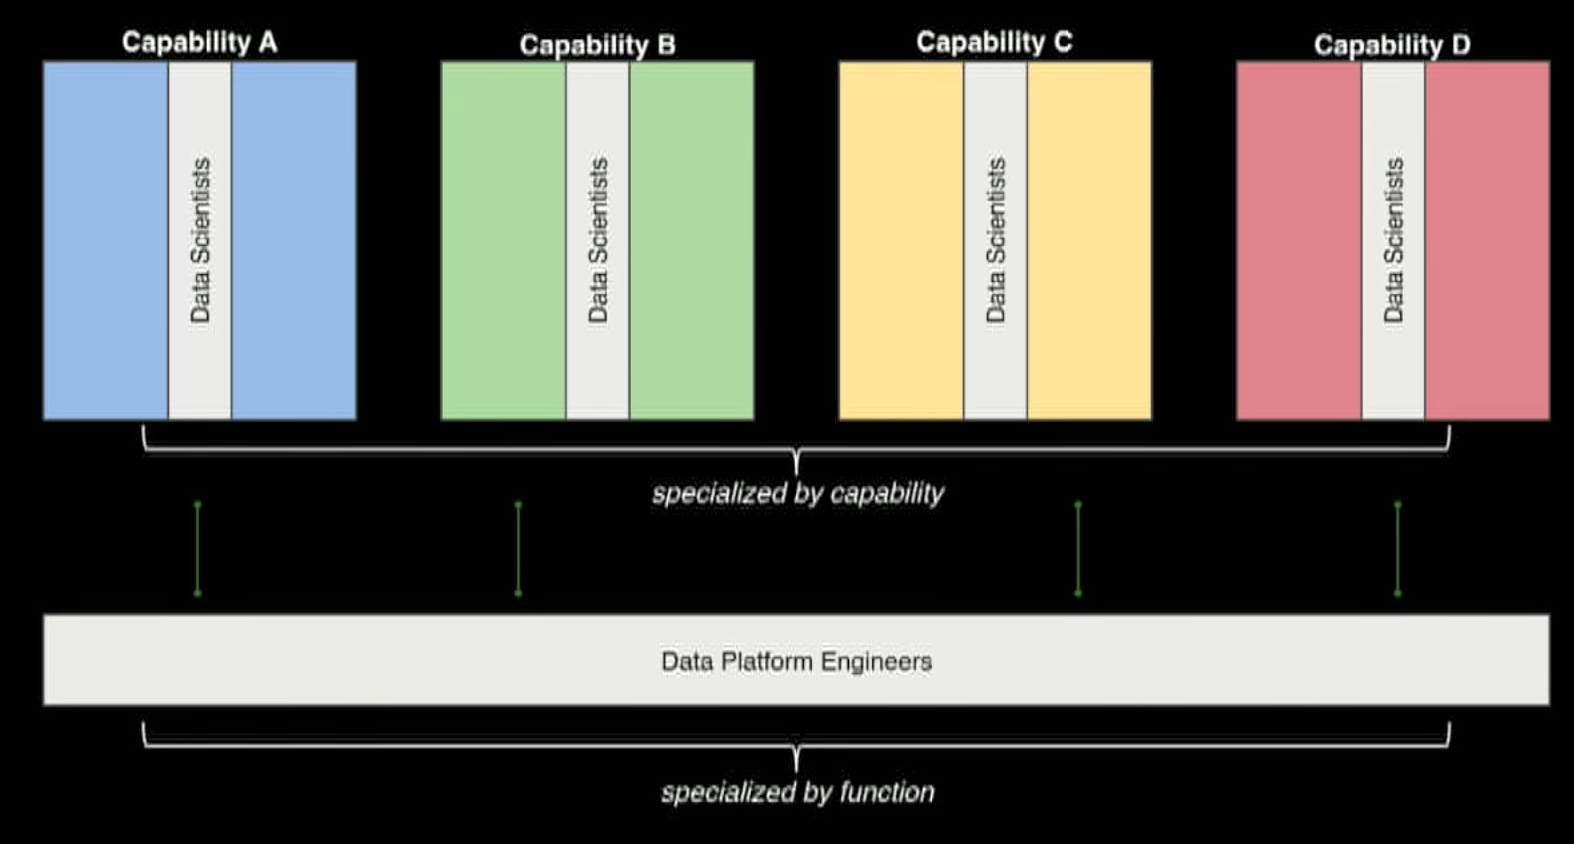 Capability A
Capability B
Capability C
Capability D
Data Scientists
Data Scientists
Data Scientists
Data Scientists
specialized by capability
Data Platform Engineers
specialized by function